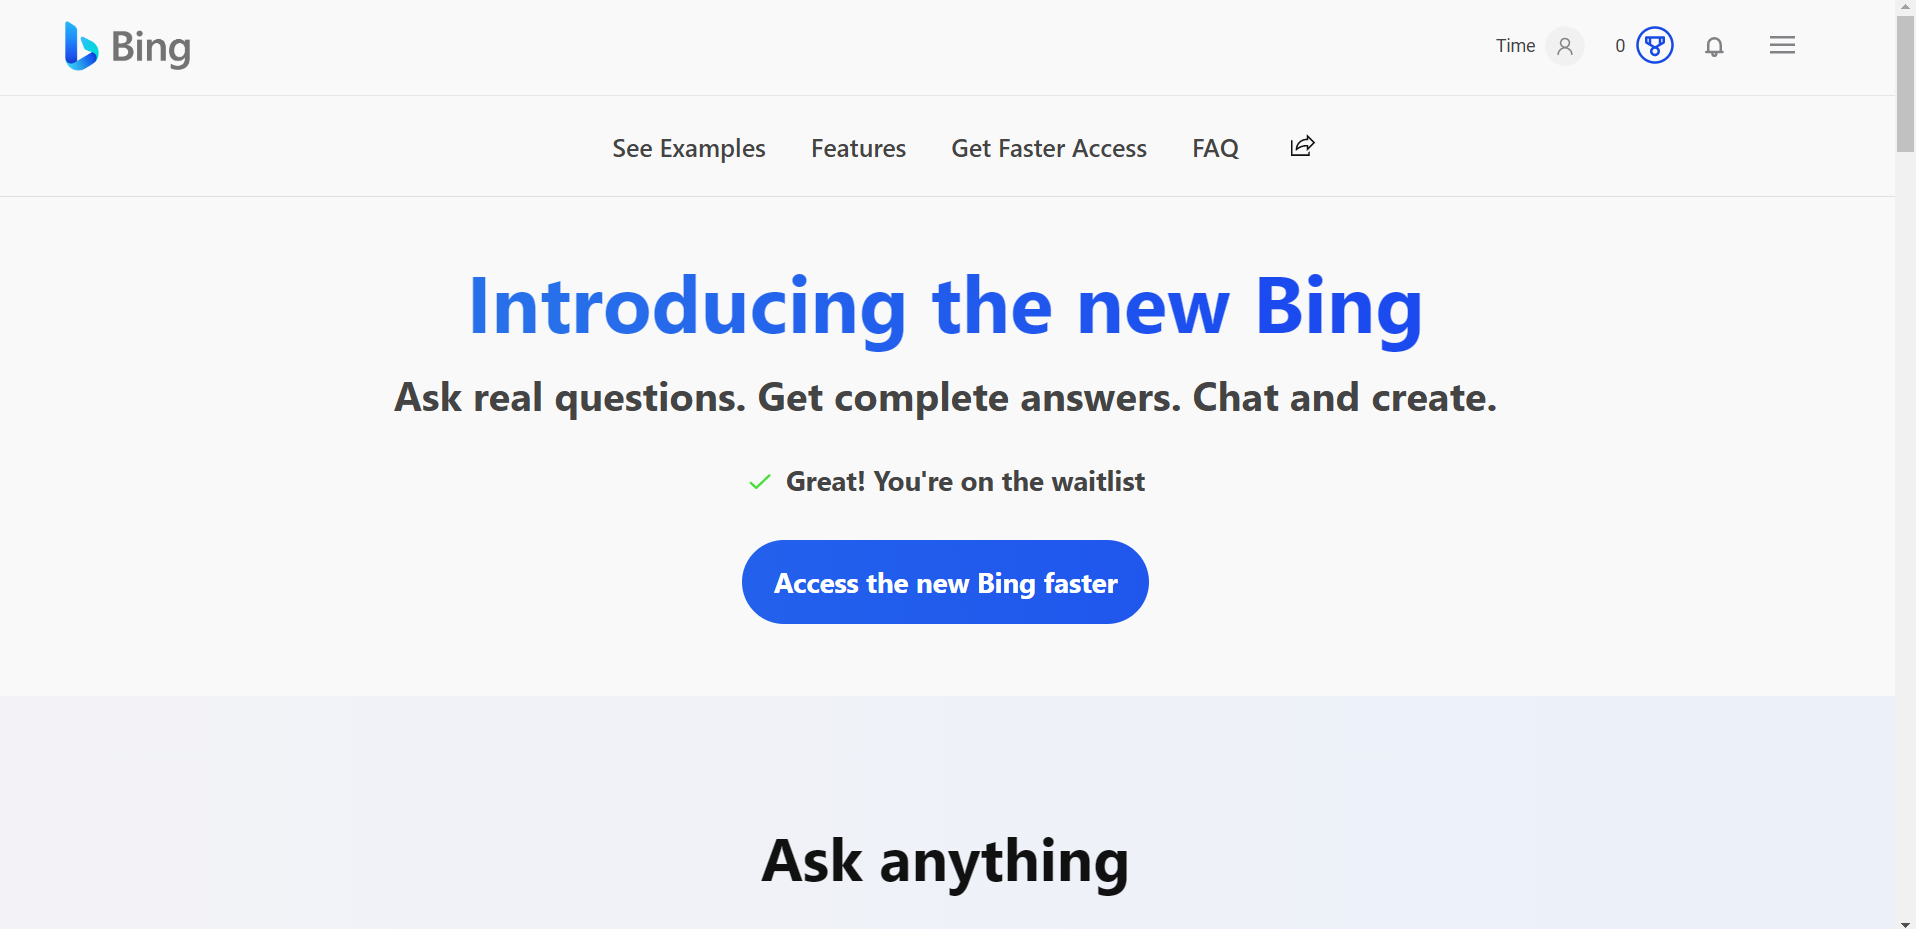 Bing
Time 0
See Examples Features Get Faster Access FAQ
Introducing the new Bing
Ask real questions. Get complete answers. Chat and create.
Great! You're on the waitlist
Access the new Bing faster
Ask anything